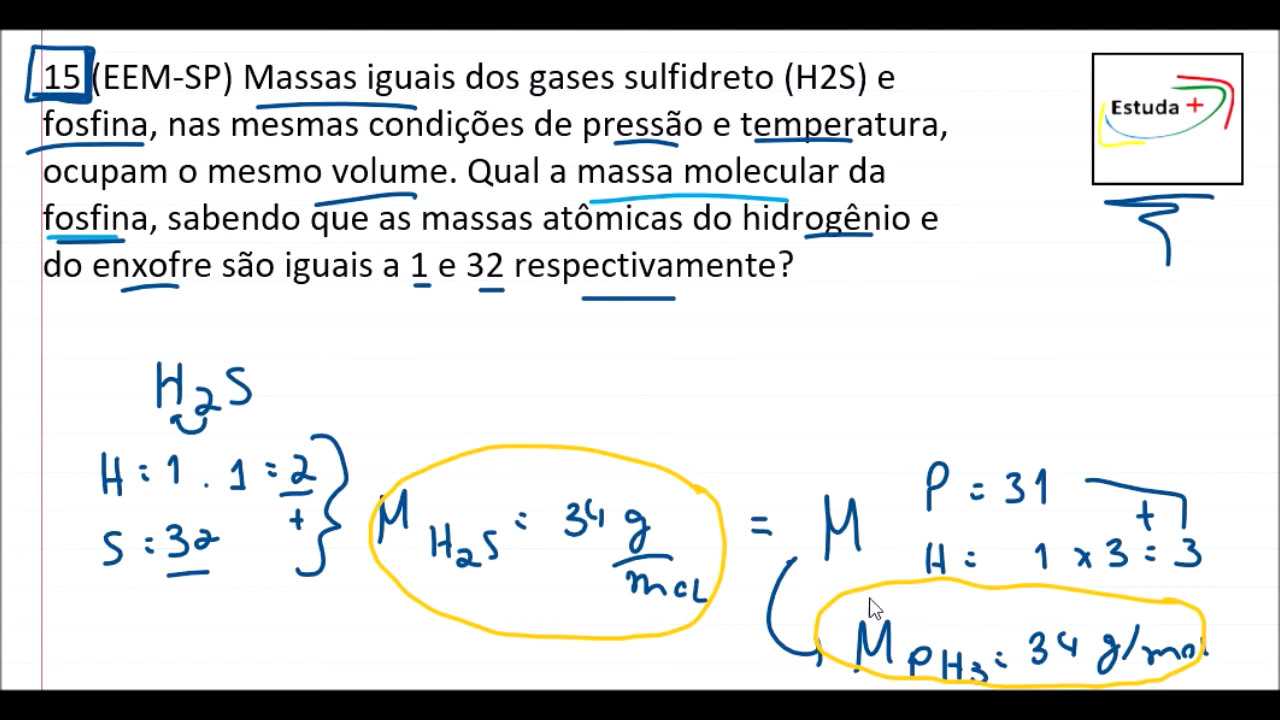 15 (EEM-SP) Massas iguais dos gases sulfidreto (H2S) e
fosfina, nas mesmas condições de pressão e temperatura,
ocupam o mesmo volume. Qual a massa molecular da
fosfina, sabendo que as massas atômicas do hidrogênio e
do enxofre são iguais a 1 e 32 respectivamente?
Estuda +
H2S
H = 1 . 1 = 2
+
S = 32
M H2S = 34 g/mol
= M
P = 31
+
H = 1 x 3 = 3
M PH3 = 34 g/mol